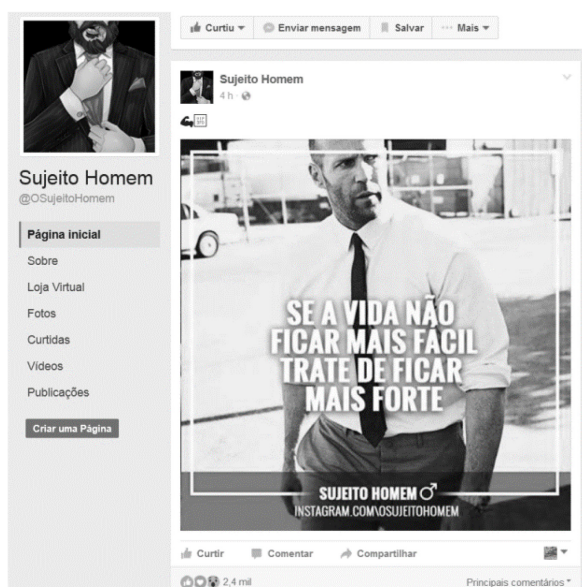 Curtiu
Enviar mensagem
Salvar
Mais
Sujeito Homem
4 h
Sujeito Homem
@OSujeitoHomem
Página inicial
Sobre
Loja Virtual
Fotos
Curtidas
Vídeos
Publicações
Criar uma Página
SE A VIDA NÃO
FICAR MAIS FÁCIL
TRATE DE FICAR
MAIS FORTE
SUJEITO HOMEM
INSTAGRAM.COM\OSUJEITOHOMEM
Curtir
Comentar
Compartilhar
2,4 mil
Principais comentários